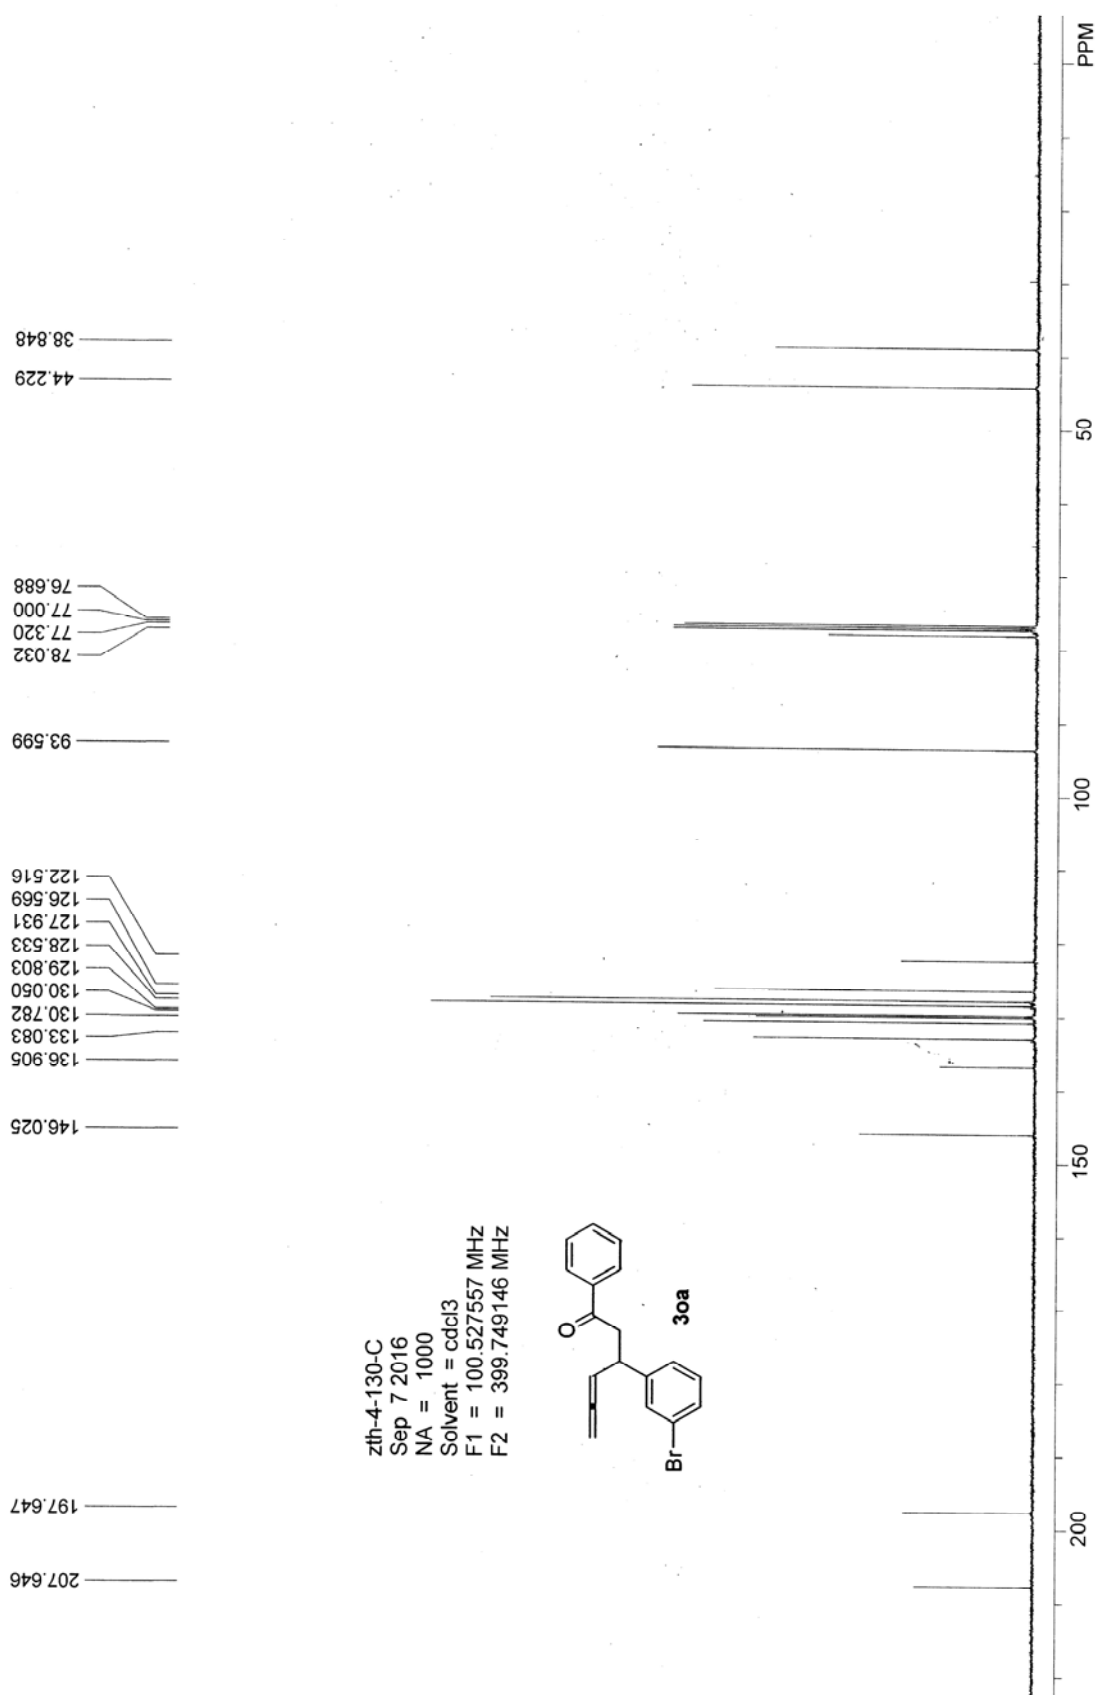 207.646
197.647
146.025
136.905
133.083
130.782
130.050
129.803
128.533
127.931
126.569
122.516
93.599
78.032
77.320
77.000
76.688
44.229
38.848
zth-4-130-C
Sep 7 2016
NA = 1000
Solvent = cdcl3
F1 = 100.527557 MHz
F2 = 399.749146 MHz
O
Br
3oa
200
150
100
50
PPM